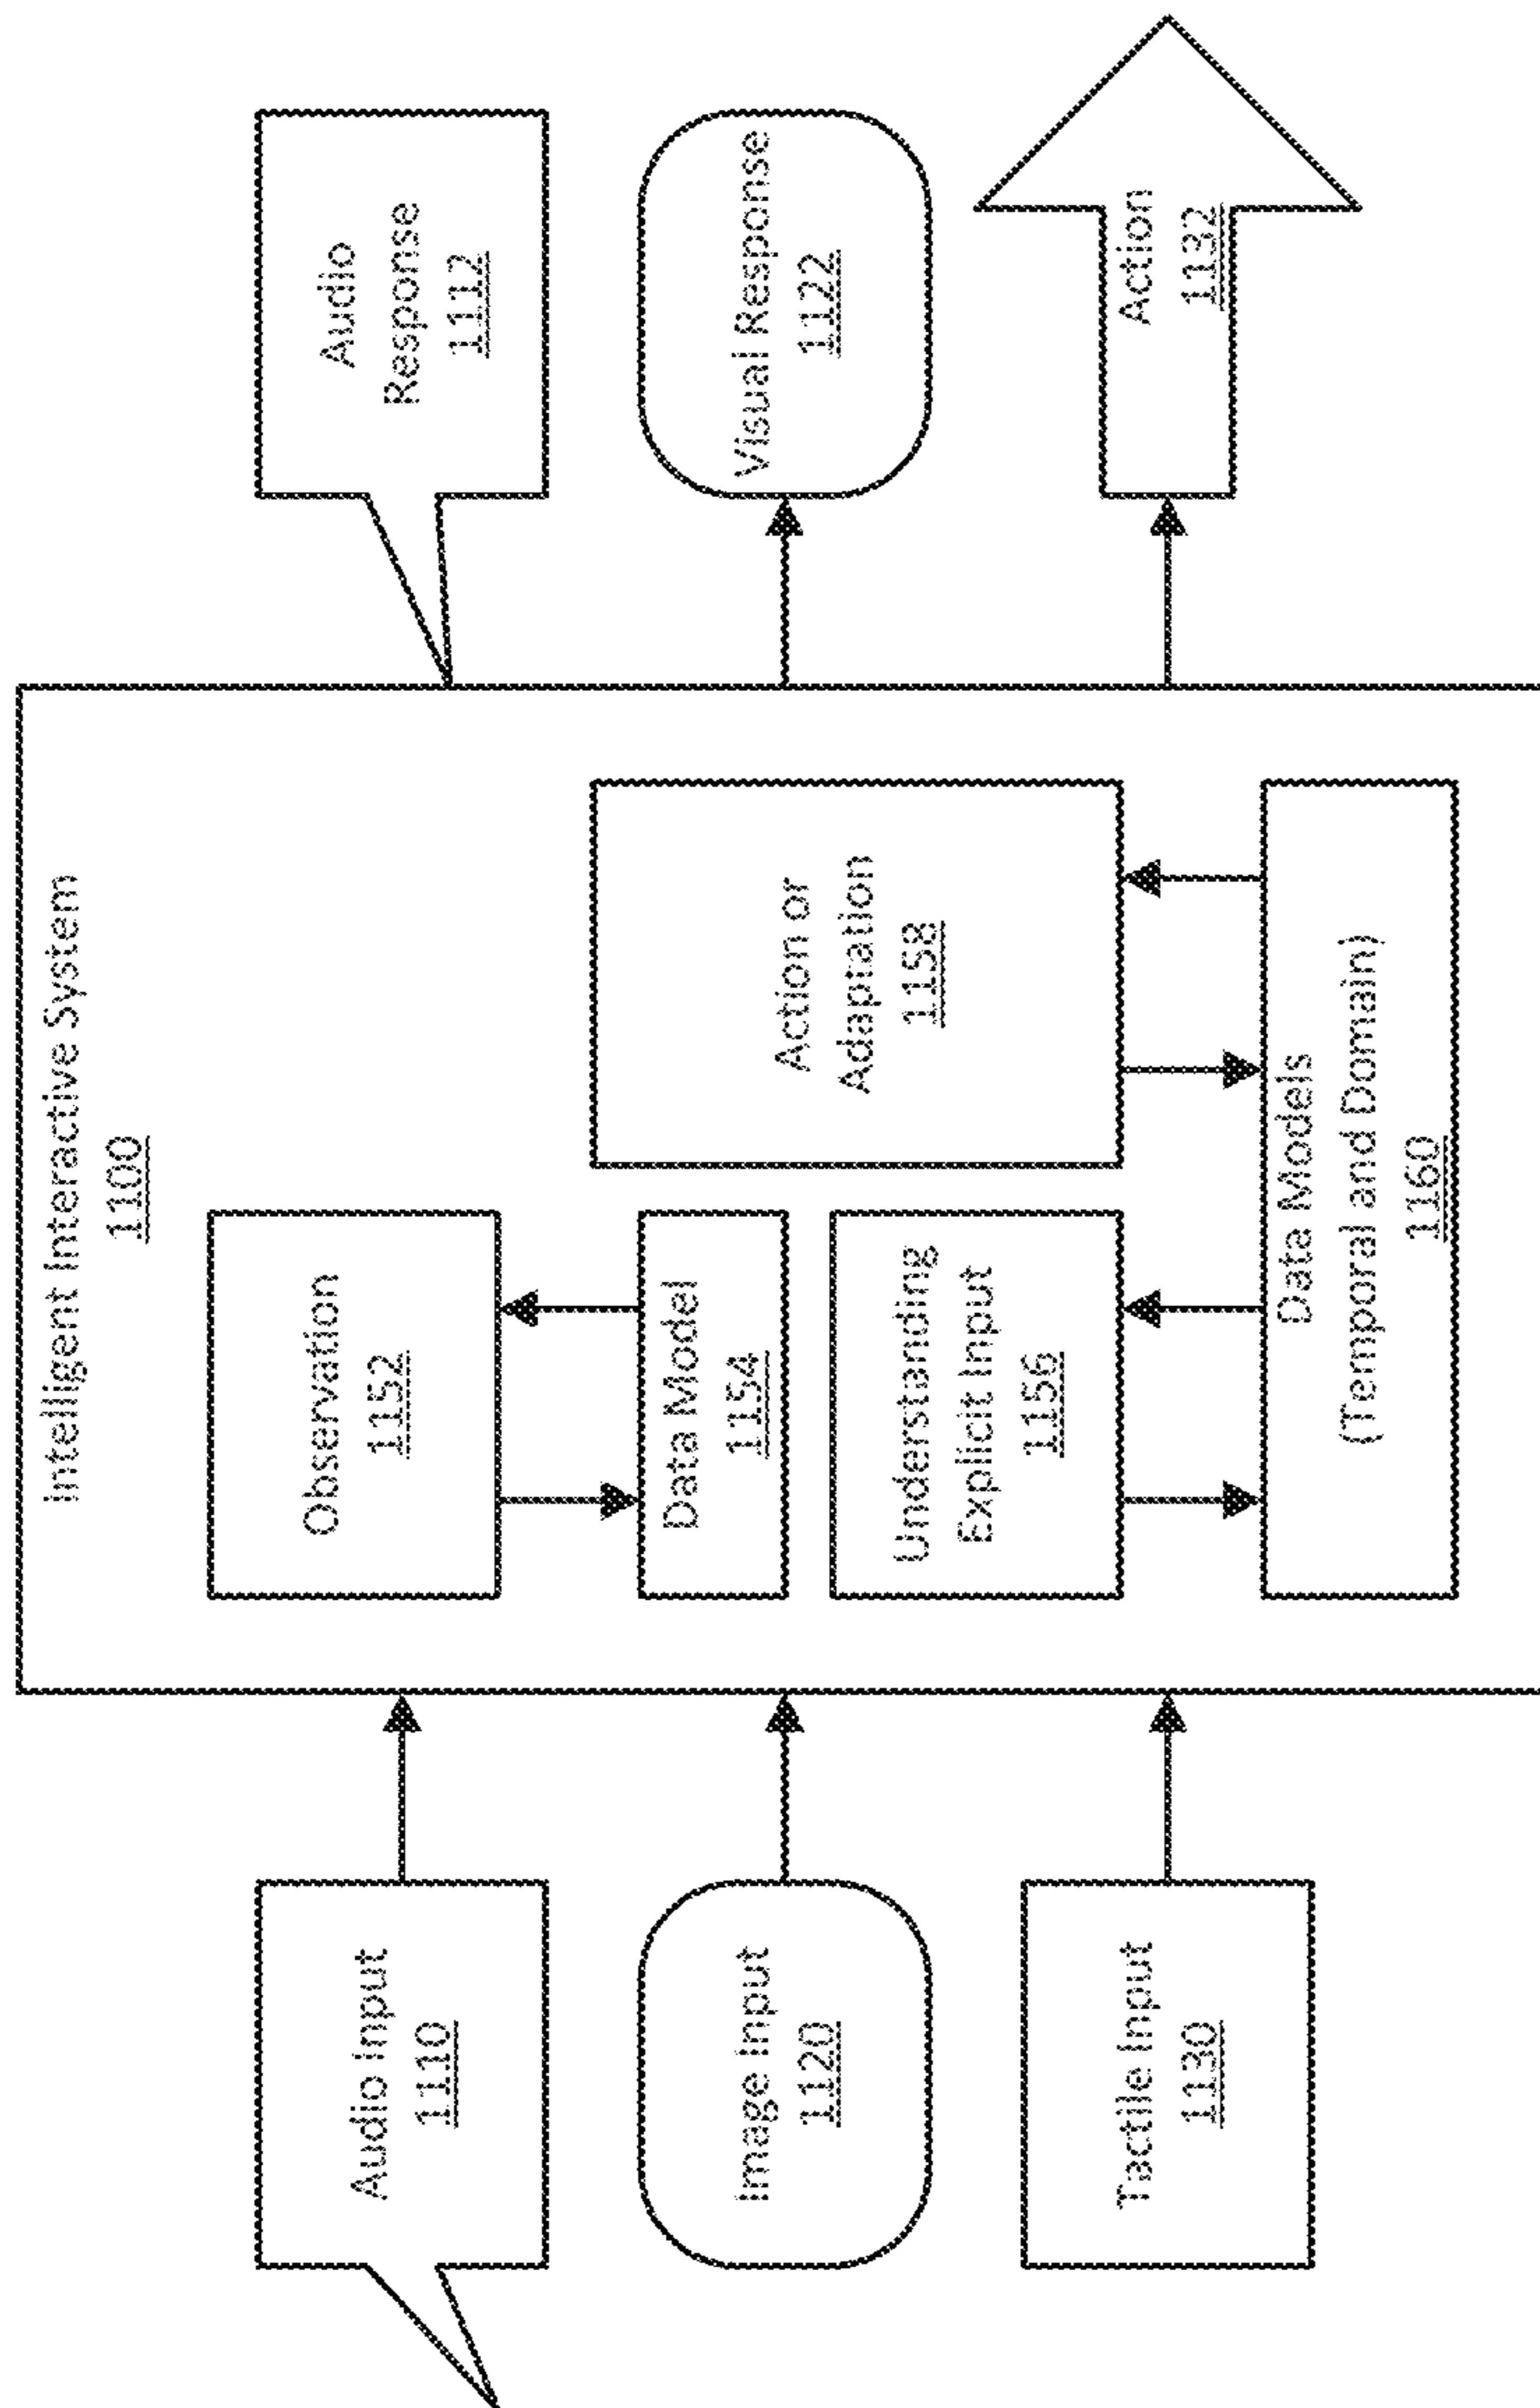 Intelligent Interactive System
1100
Audio Input
1110
Image Input
1120
Tactile Input
1130
Observation
1152
Data Model
1154
Understanding
Explicit Input
1156
Action or
Adaptation
1158
Data Models
(Temporal and Domain)
1160
Audio
Response
1112
Visual Response
1122
Action
1132